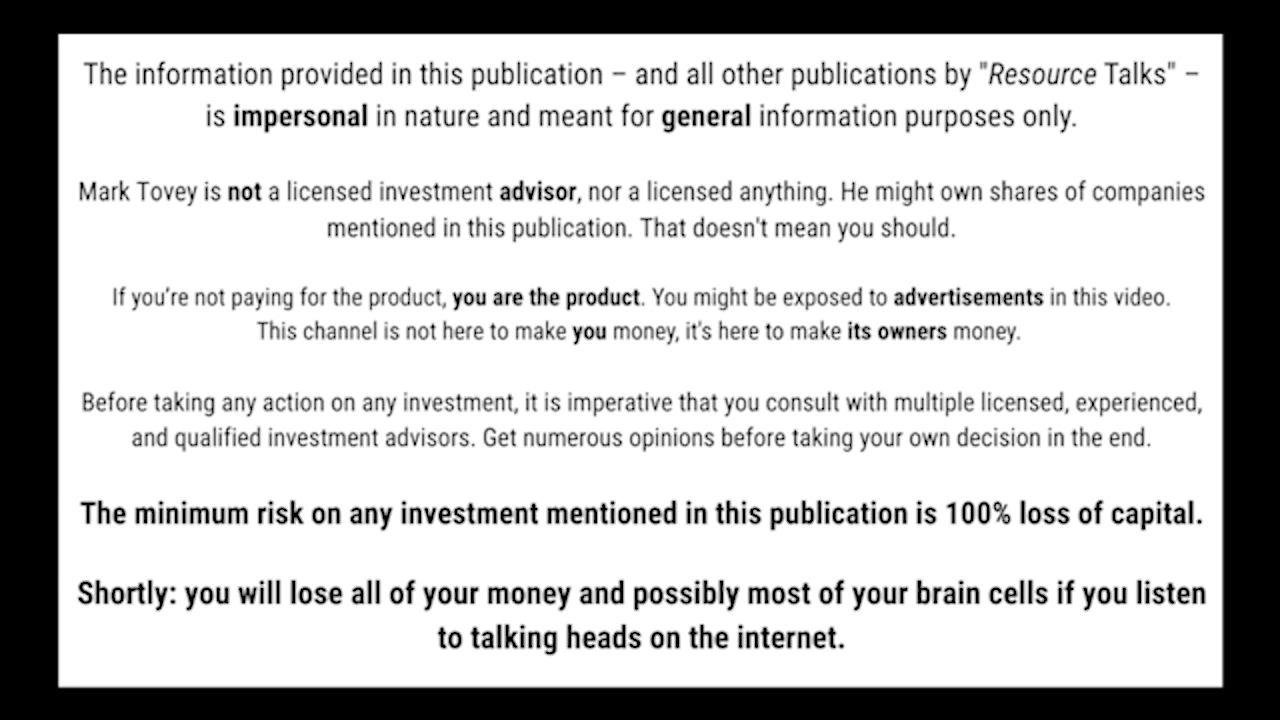 The information provided in this publication – and all other publications by "Resource Talks" –
is impersonal in nature and meant for general information purposes only.
Mark Tovey is not a licensed investment advisor, nor a licensed anything. He might own shares of companies
mentioned in this publication. That doesn't mean you should.
If you're not paying for the product, you are the product. You might be exposed to advertisements in this video.
This channel is not here to make you money, it's here to make its owners money.
Before taking any action on any investment, it is imperative that you consult with multiple licensed, experienced,
and qualified investment advisors. Get numerous opinions before taking your own decision in the end.
The minimum risk on any investment mentioned in this publication is 100% loss of capital.
Shortly: you will lose all of your money and possibly most of your brain cells if you listen
to talking heads on the internet.